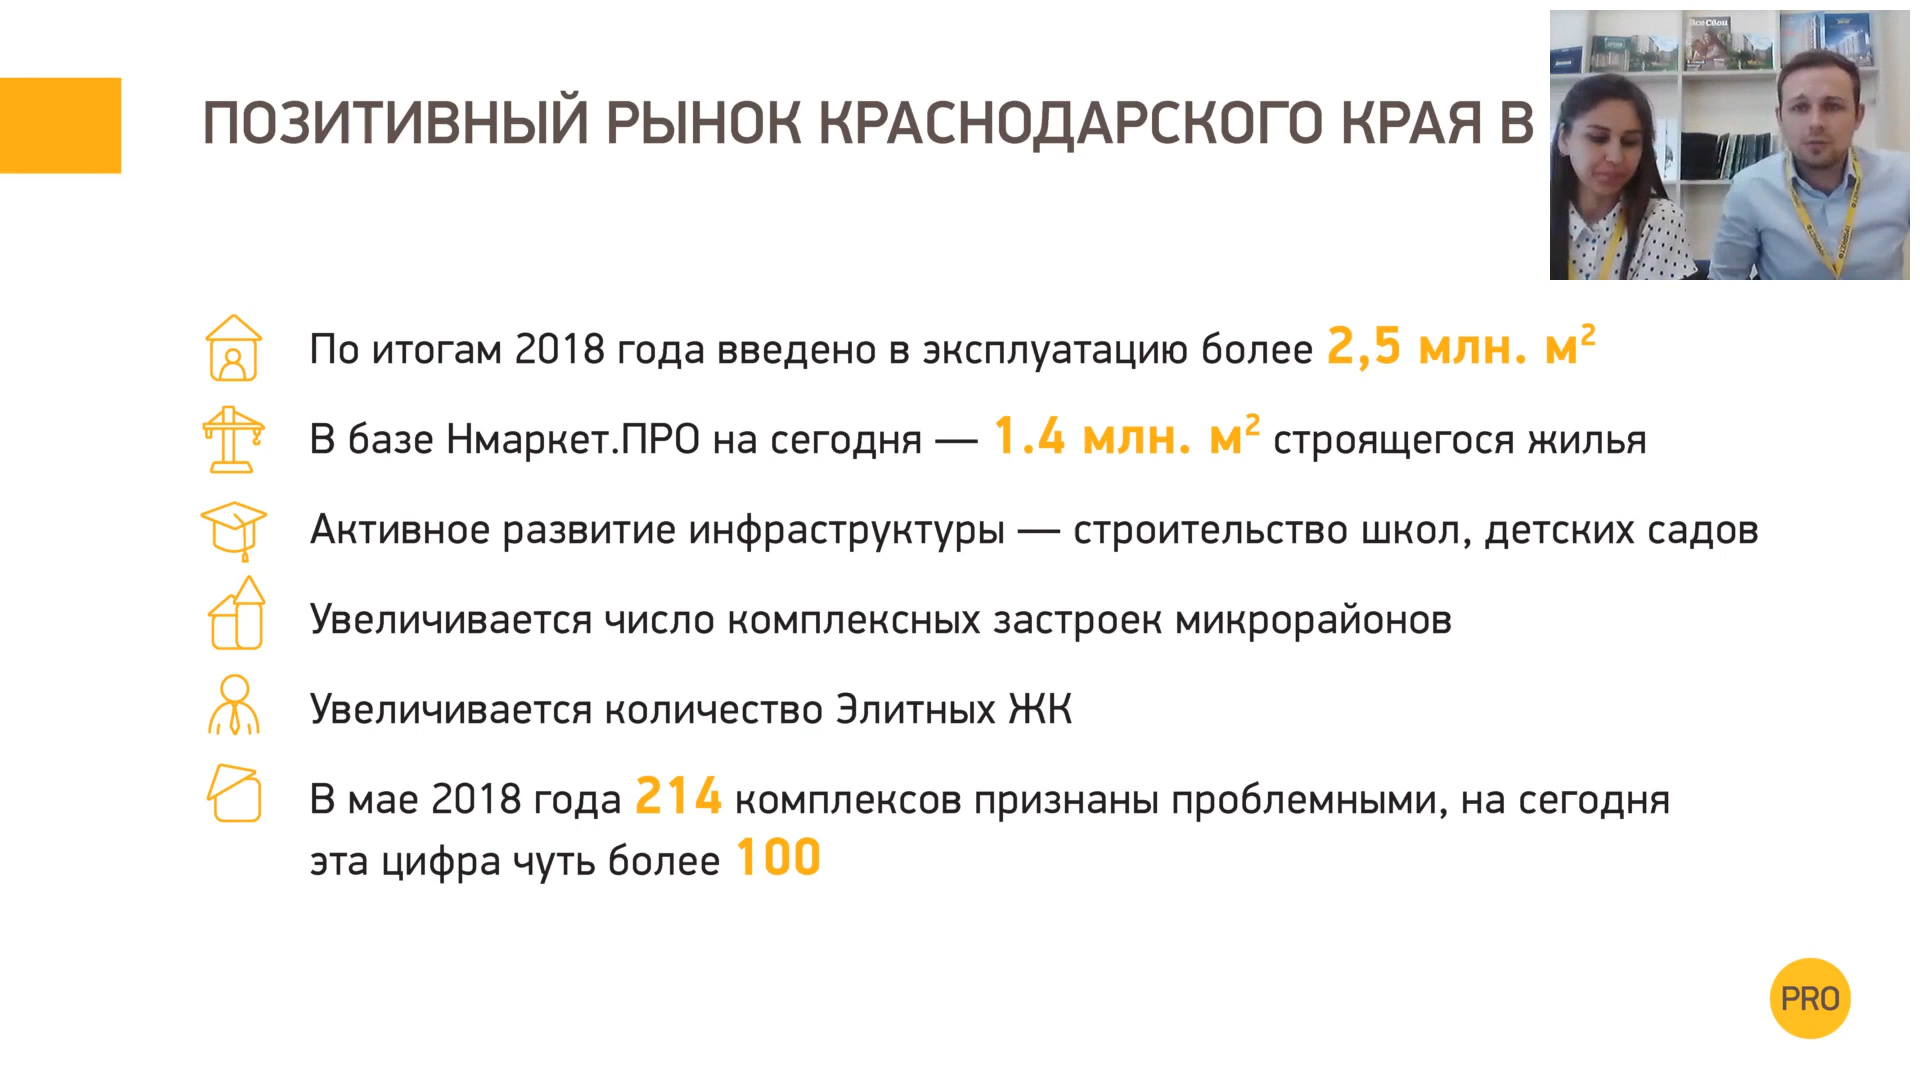 ПОЗИТИВНЫЙ РЫНОК КРАСНОДАРСКОГО КРАЯ В
Все Свои
По итогам 2018 года введено в эксплуатацию более 2,5 млн. м²
В базе Нмаркет.ПРО на сегодня — 1.4 млн. м² строящегося жилья
Активное развитие инфраструктуры — строительство школ, детских садов
Увеличивается число комплексных застроек микрорайонов
Увеличивается количество Элитных ЖК
В мае 2018 года 214 комплексов признаны проблемными, на сегодня
эта цифра чуть более 100
PRO